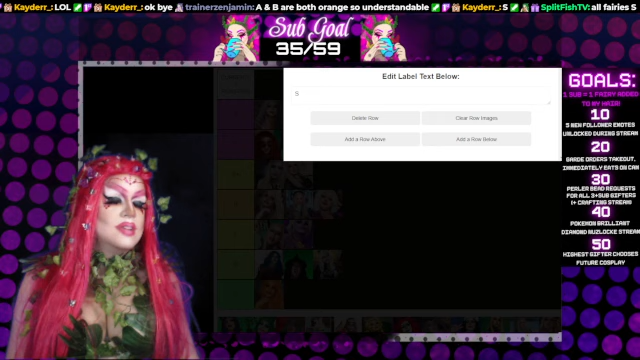 Kayderr_: LOL
Kayderr_: ok bye
trainerzenjamin: A & B are both orange so understandable
Kayderr_: S
SplitFishTV: all fairies S
Sub Goal
35/59
Edit Label Text Below:
S
Delete Row
Clear Row Images
Add a Row Above
Add a Row Below
GOALS:
1 SUB = 1 FAIRY ADDED
TO MY HAIR!
10
5 NEW FOLLOWER EMOTES
UNLOCKED DURING STREAM
20
GARDE ORDERS TAKEOUT,
IMMEDIATELY EATS ON CAM
30
PERLER BEAD REQUESTS
FOR ALL 3+SUB GIFTERS
(+ CRAFTING STREAM)
40
POKEMON BRILLIANT
DIAMOND NUZLOCKE STREAM
50
HIGHEST GIFTER CHOOSES
FUTURE COSPLAY